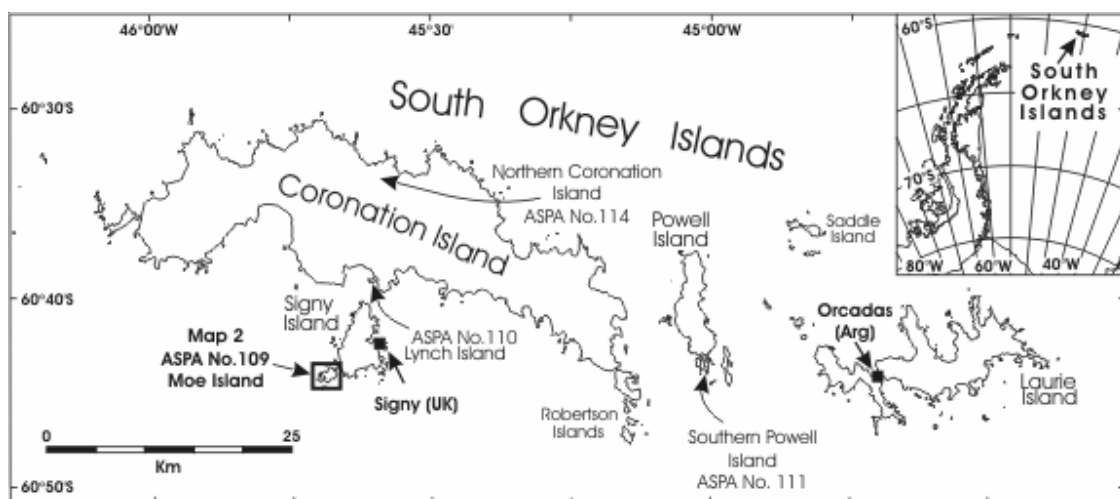 46°00'W
45°30'
45°00'
60°30'S
60°40'S
60°50'S
South Orkney Islands
Northern Coronation
Island
ASPA No.114
Coronation Island
Powell
Island
Saddle
Island
Signy
Island
ASPA No.110
Lynch Island
Map 2
ASPA No.109
Moe Island
Signy (UK)
Robertson
Islands
Southern Powell
Island
ASPA No. 111
Orcadas
(Arg)
Laurie
Island
0
25
Km
60°S
South
Orkney
Islands
70°S
80°W
60°W
40°W